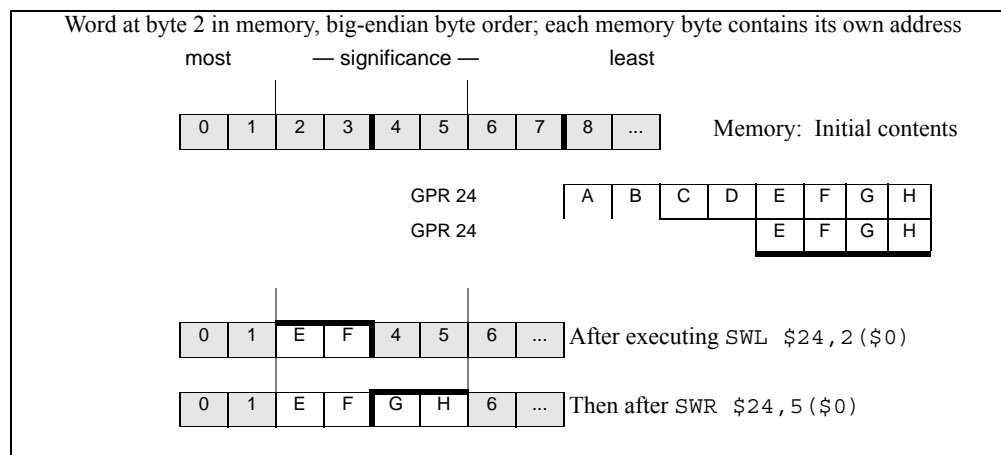 Word at byte 2 in memory, big-endian byte order; each memory byte contains its own address
most — significance — least
0 1 2 3 4 5 6 7 8 ... Memory: Initial contents
GPR 24 A B C D E F G H
GPR 24 E F G H
0 1 E F 4 5 6 ... After executing SWL $24,2($0)
0 1 E F G H 6 ... Then after SWR $24,5($0)